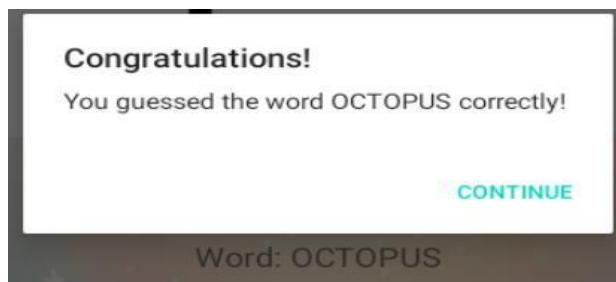 Congratulations!
You guessed the word OCTOPUS correctly!
CONTINUE
Word: OCTOPUS